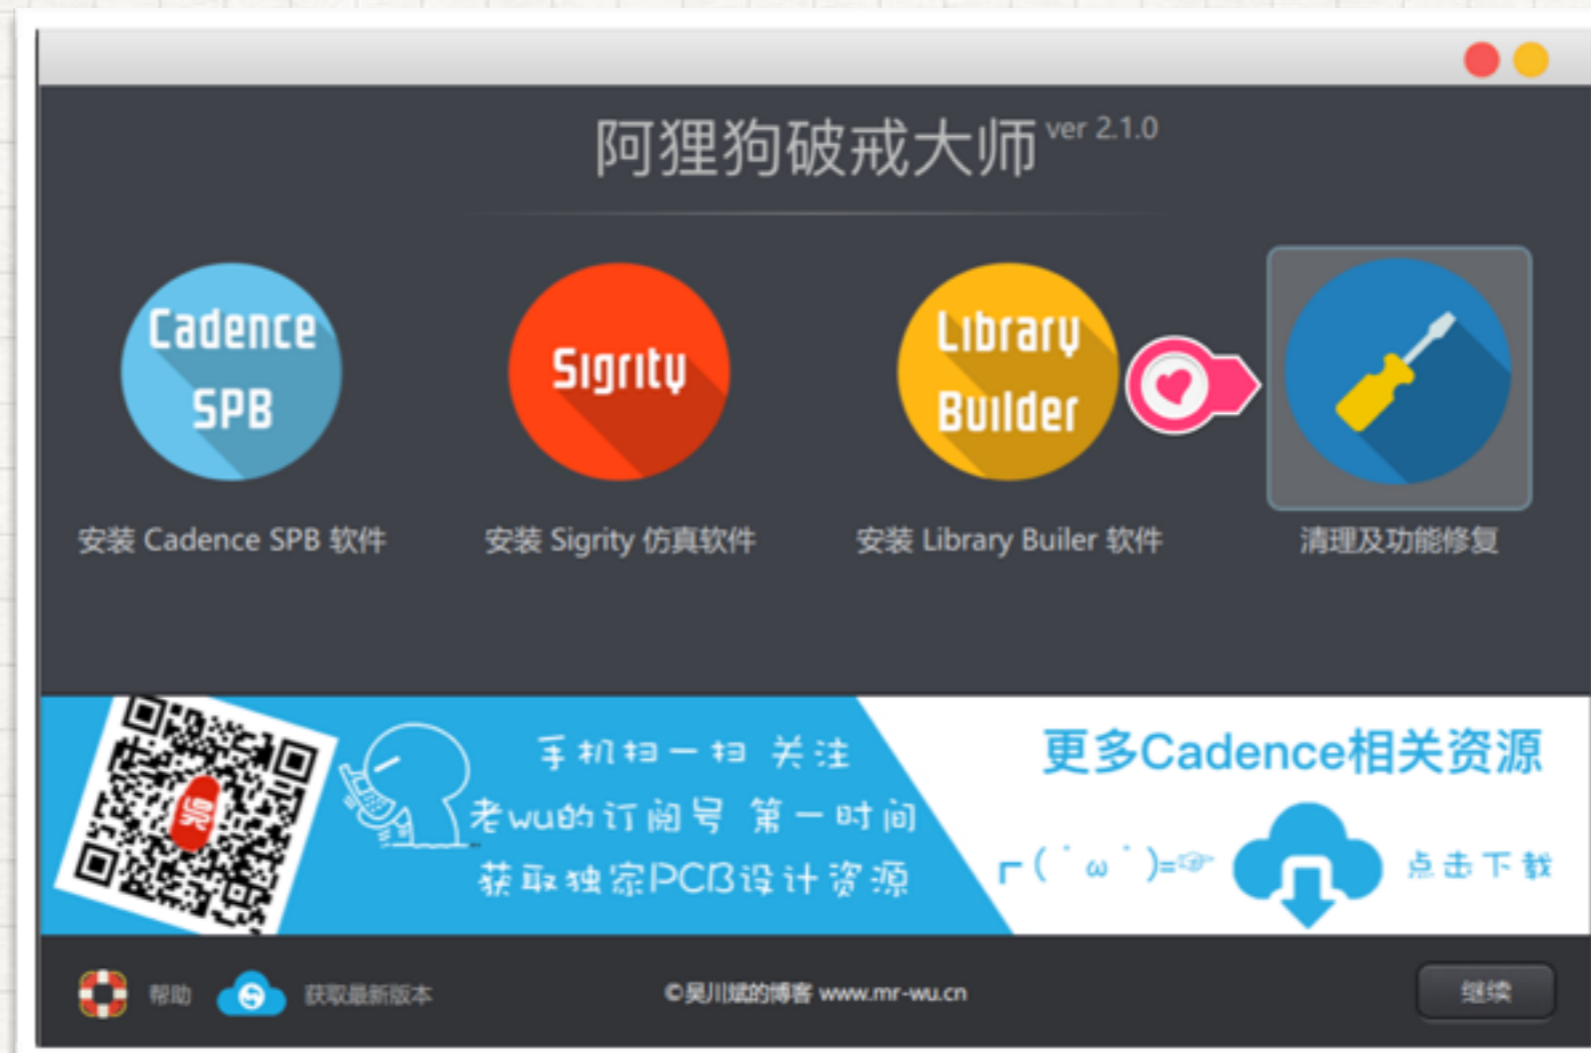 阿狸狗破戒大师 ver 2.1.0
Cadence
SPB
Sigrity
Library
Builder
安装 Cadence SPB 软件
安装 Sigrity 仿真软件
安装 Library Builer 软件
清理及功能修复
手机扫一扫 关注
老wu的订阅号 第一时间
获取独家PCB设计资源
更多Cadence相关资源
┌(˙ω˙)=☞ 点击下载
帮助
获取最新版本
©吴川斌的博客 www.mr-wu.cn
继续